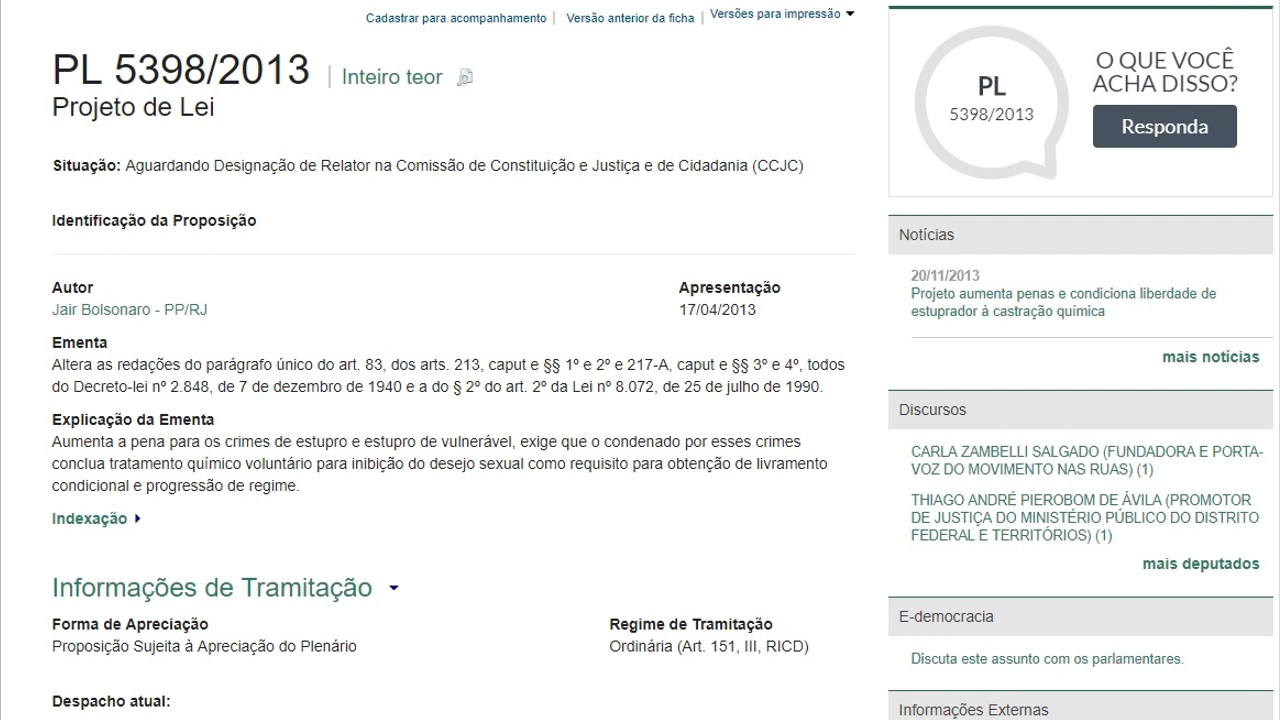 Cadastrar para acompanhamento | Versão anterior da ficha | Versões para impressão
PL 5398/2013 | Inteiro teor
Projeto de Lei
Situação: Aguardando Designação de Relator na Comissão de Constituição e Justiça e de Cidadania (CCJC)
Identificação da Proposição
Autor
Jair Bolsonaro - PP/RJ
Apresentação
17/04/2013
Ementa
Altera as redações do parágrafo único do art. 83, dos arts. 213, caput e §§ 1º e 2º e 217-A, caput e §§ 3º e 4º, todos
do Decreto-lei nº 2.848, de 7 de dezembro de 1940 e a do § 2º do art. 2º da Lei nº 8.072, de 25 de julho de 1990.
Explicação da Ementa
Aumenta a pena para os crimes de estupro e estupro de vulnerável, exige que o condenado por esses crimes
conclua tratamento químico voluntário para inibição do desejo sexual como requisito para obtenção de livramento
condicional e progressão de regime.
Indexação
Informações de Tramitação
Forma de Apreciação
Proposição Sujeita à Apreciação do Plenário
Regime de Tramitação
Ordinária (Art. 151, III, RICD)
Despacho atual:
PL
5398/2013
O QUE VOCÊ
ACHA DISSO?
Responda
Notícias
20/11/2013
Projeto aumenta penas e condiciona liberdade de
estuprador à castração química
mais notícias
Discursos
CARLA ZAMBELLI SALGADO (FUNDADORA E PORTA-
VOZ DO MOVIMENTO NAS RUAS) (1)
THIAGO ANDRÉ PIEROBOM DE ÁVILA (PROMOTOR
DE JUSTIÇA DO MINISTÉRIO PÚBLICO DO DISTRITO
FEDERAL E TERRITÓRIOS) (1)
mais deputados
E-democracia
Discuta este assunto com os parlamentares.
Informações Externas